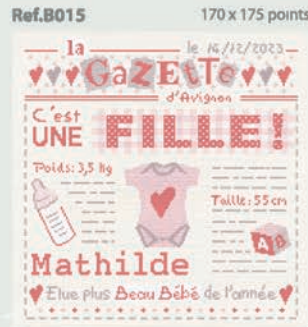 Ref.B015 170 x 175 points
la le 14/12/2023
GaZETTe
d'Avignon
C'est
UNE FILLE!
Poids: 3,5 kg
Taille: 55 cm
A B
Mathilde
Elue plus Beau Bébé de l'année